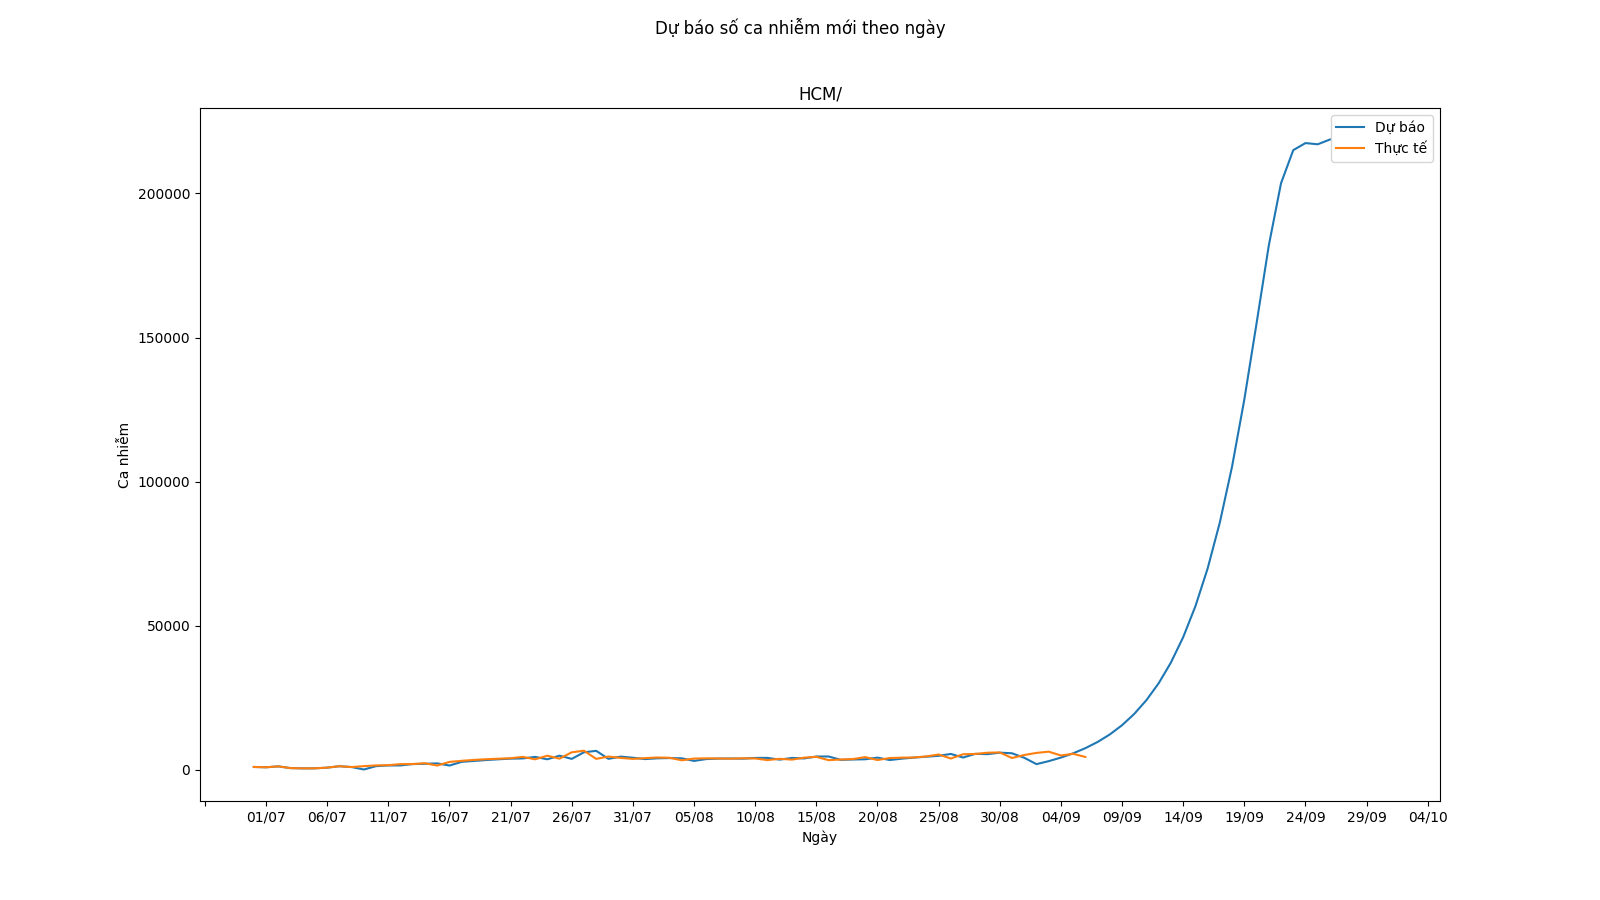 Dự báo số ca nhiễm mới theo ngày
HCM/
Dự báo
Thực tế
200000
150000
100000
50000
0
Ca nhiễm
01/07 06/07 11/07 16/07 21/07 26/07 31/07 05/08 10/08 15/08 20/08 25/08 30/08 04/09 09/09 14/09 19/09 24/09 29/09 04/10
Ngày